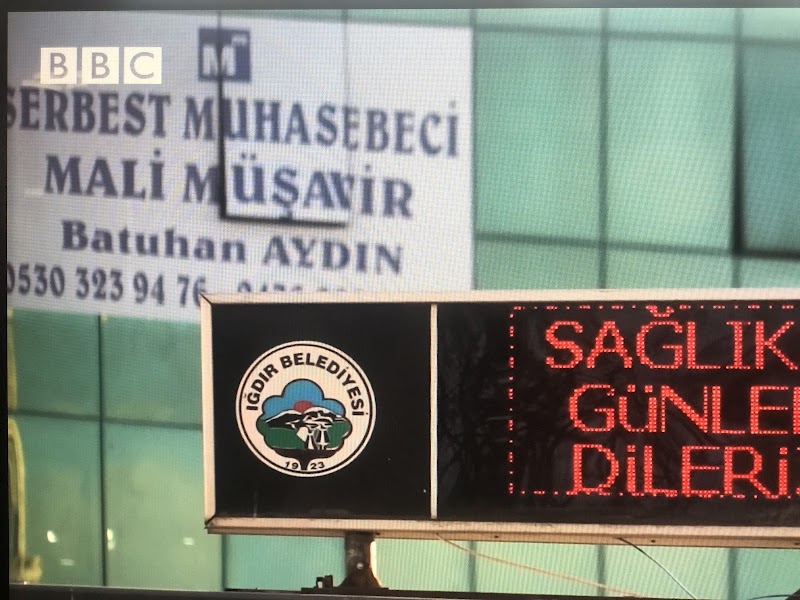 BBC
SERBEST MUHASEBECİ
MALİ MÜŞAVİR
Batuhan AYDIN
0530 323 94 76
IĞDIR BELEDİYESİ
1923
SAĞLIK
GÜNLE
DİLERİ